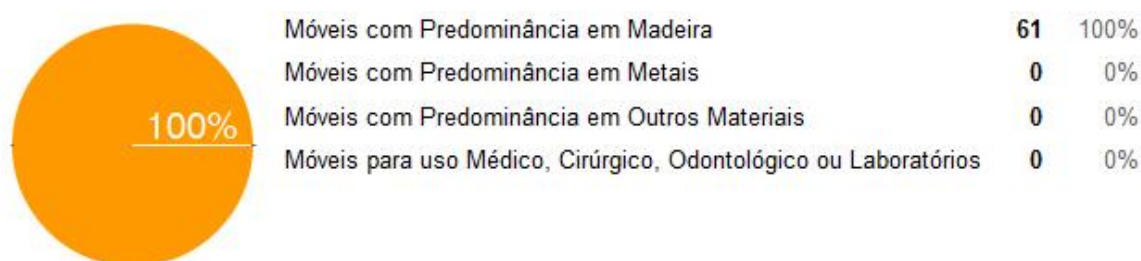 Móveis com Predominância em Madeira 61 100%
Móveis com Predominância em Metais 0 0%
Móveis com Predominância em Outros Materiais 0 0%
Móveis para uso Médico, Cirúrgico, Odontológico ou Laboratórios 0 0%
100%